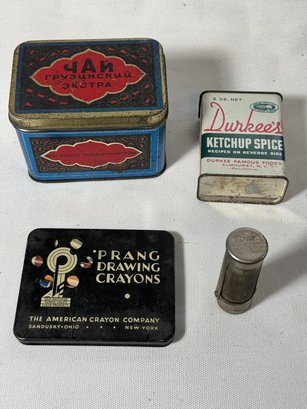 ЧАЙ
ГРУЗИНСКИЙ
ЭКСТРА
2 OZ. NET
Durkee's
KETCHUP SPICE
RECIPES ON REVERSE SIDE
DURKEE FAMOUS FOODS
ELMHURST, N.Y.
PRANG
DRAWING
CRAYONS
THE AMERICAN CRAYON COMPANY
SANDUSKY·OHIO · · · NEW YORK